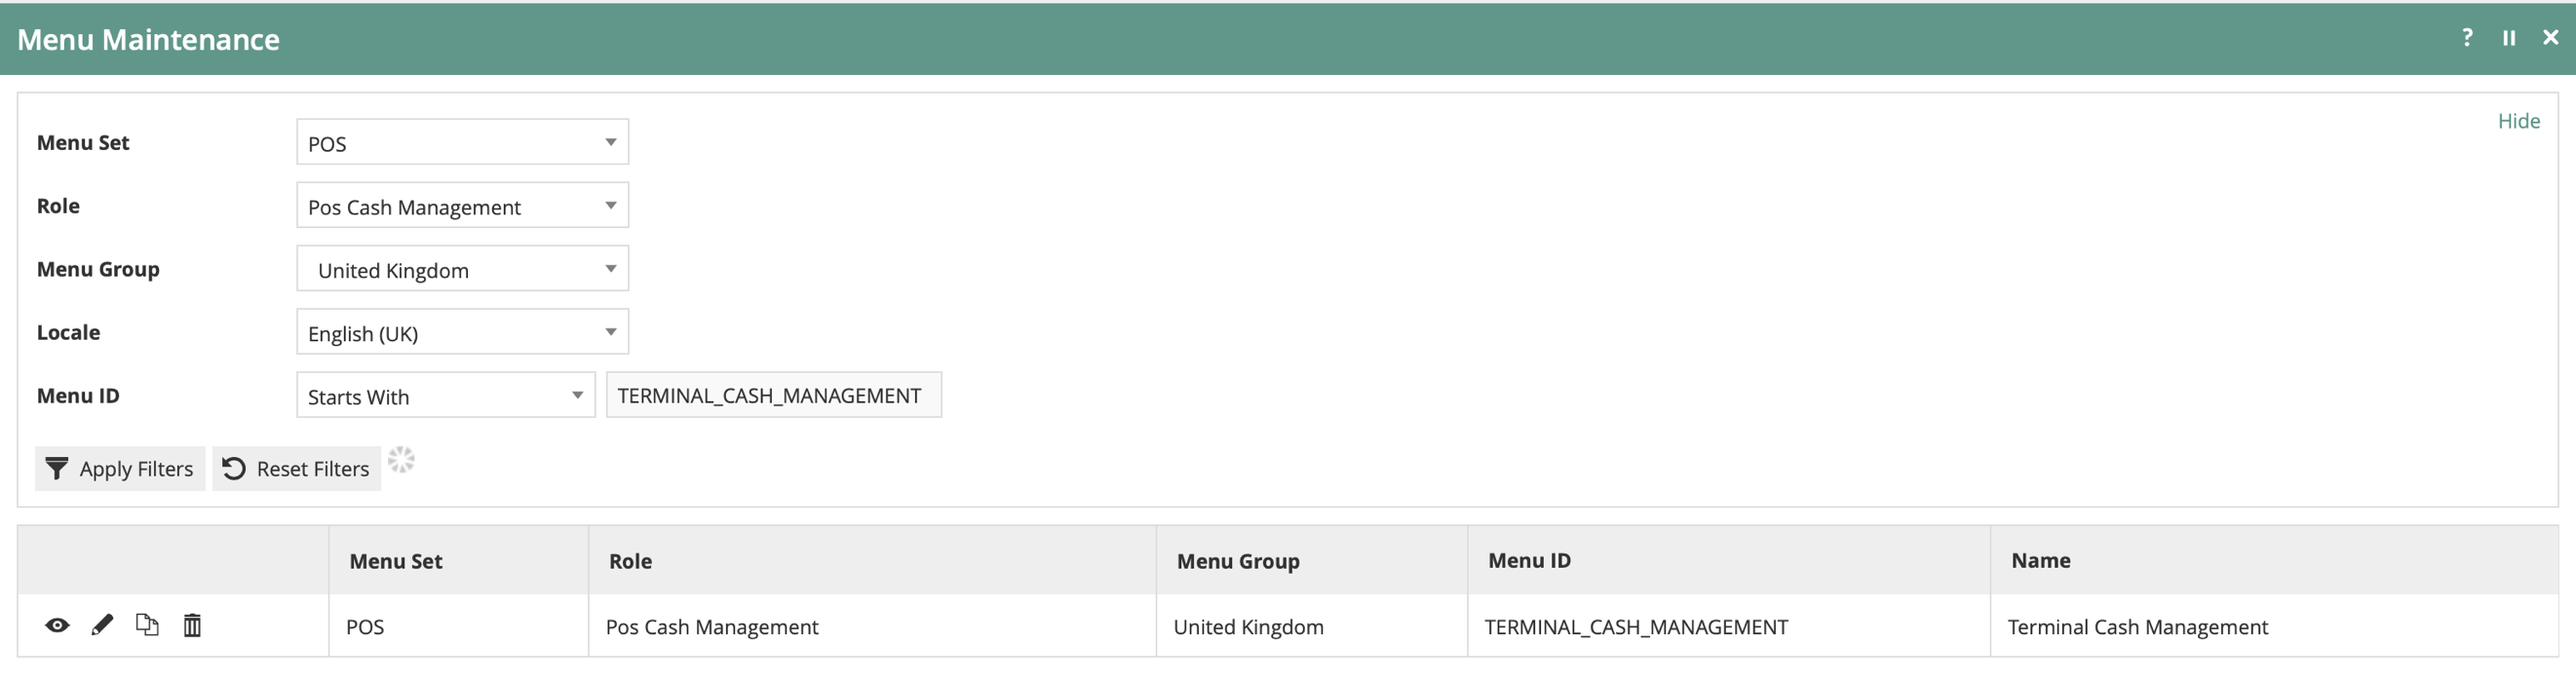 Menu Maintenance
?
Hide
Menu Set POS
Role Pos Cash Management
Menu Group United Kingdom
Locale English (UK)
Menu ID Starts With TERMINAL_CASH_MANAGEMENT
Apply Filters Reset Filters
Menu Set Role Menu Group Menu ID Name
POS Pos Cash Management United Kingdom TERMINAL_CASH_MANAGEMENT Terminal Cash Management